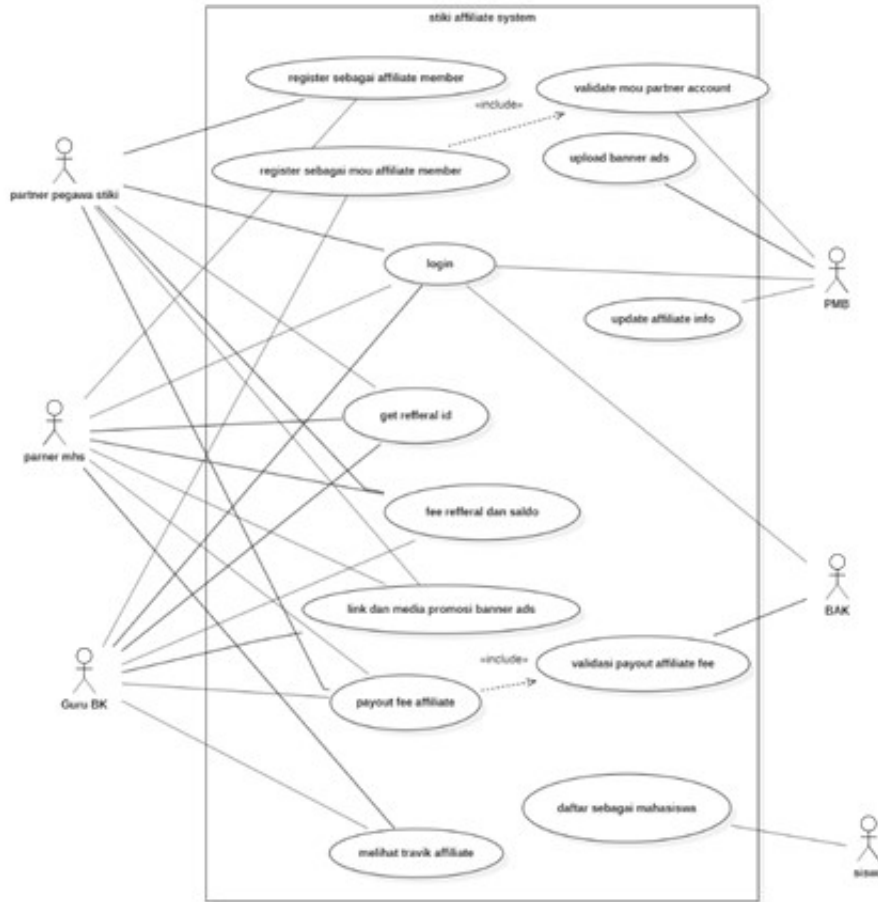 stiki affiliate system
register sebagai affiliate member
validate mou partner account
«include»
upload banner ads
register sebagai mou affiliate member
partner pegawa stiki
login
PMB
update affiliate info
get refferal id
parner mhs
fee refferal dan saldo
link dan media promosi banner ads
BAK
«include»
validasi payout affiliate fee
Guru BK
payout fee affiliate
daftar sebagai mahasiswa
melihat travik affiliate
siswa